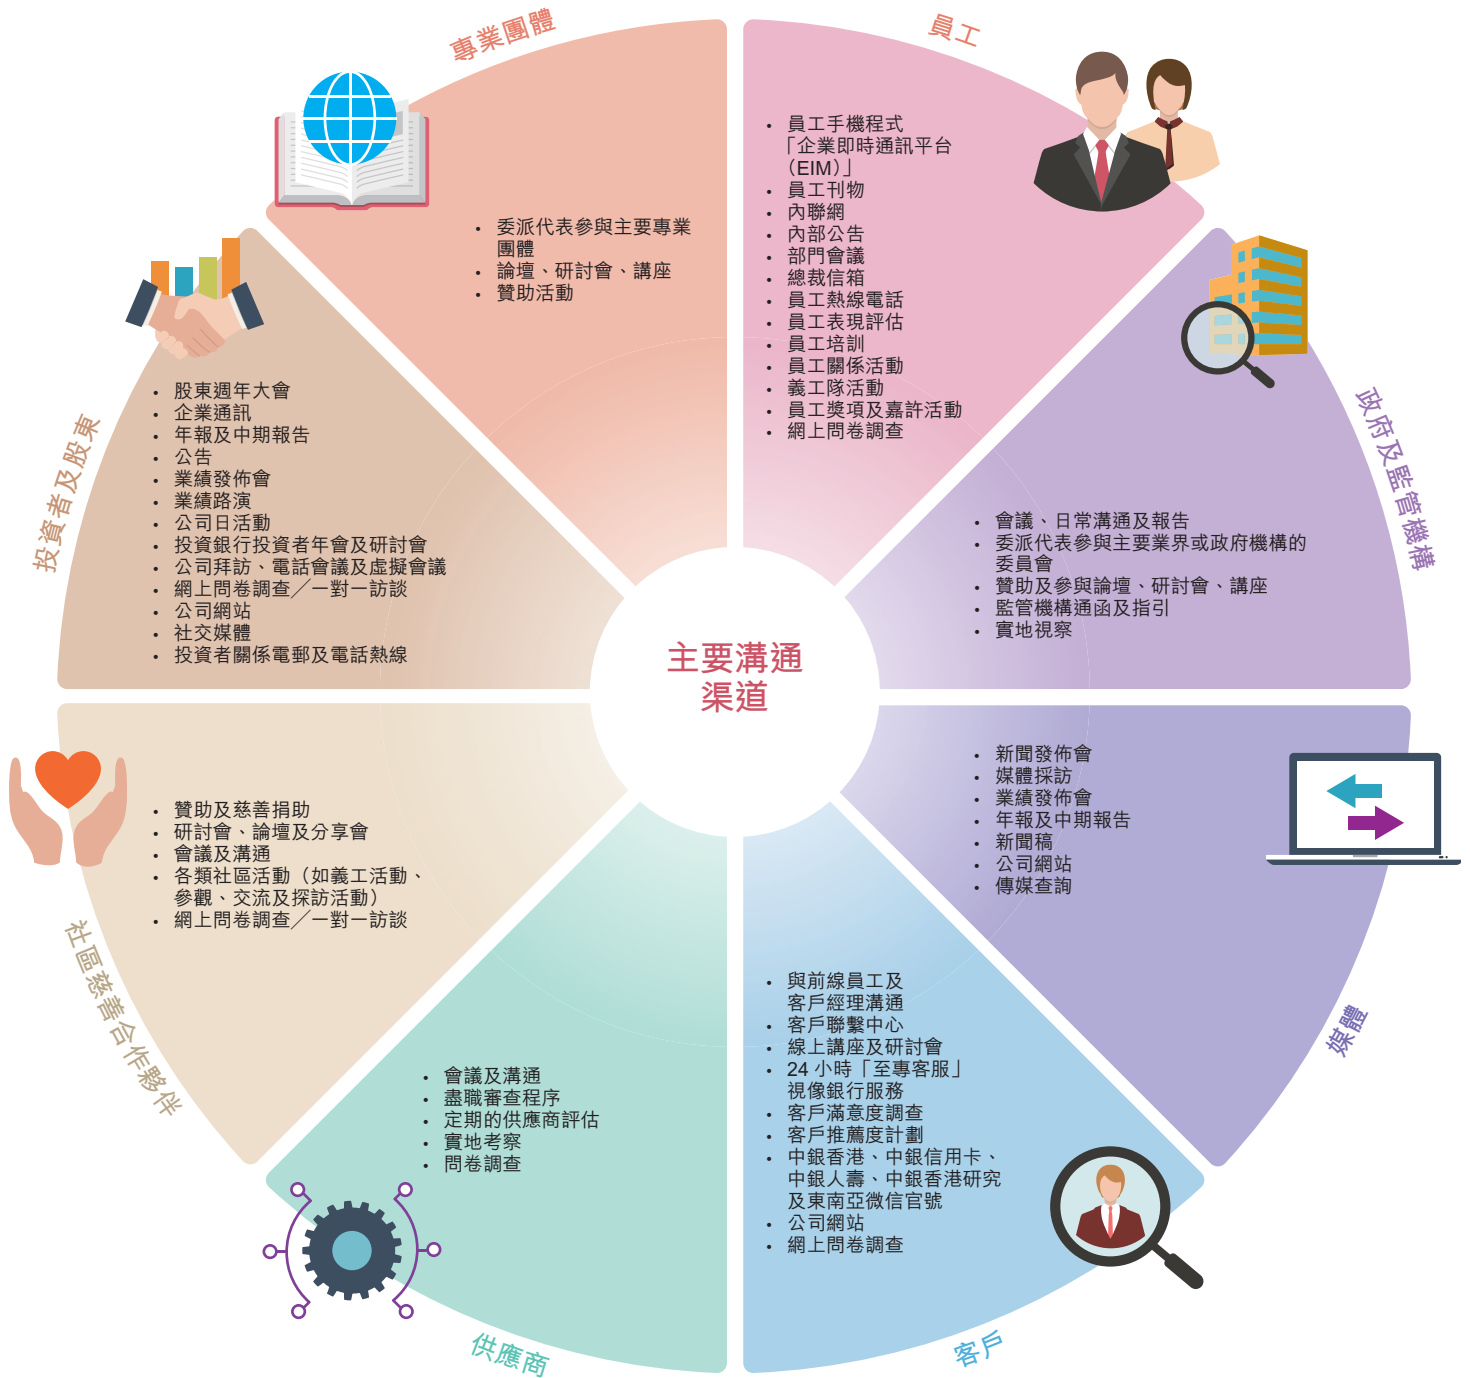 主要溝通
渠道
員工
• 員工手機程式
「企業即時通訊平台
（EIM）」
• 員工刊物
• 內聯網
• 內部公告
• 部門會議
• 總裁信箱
• 員工熱線電話
• 員工表現評估
• 員工培訓
• 員工關係活動
• 義工隊活動
• 員工獎項及嘉許活動
• 網上問卷調查
政府及監管機構
• 會議、日常溝通及報告
• 委派代表參與主要業界或政府機構的
委員會
• 贊助及參與論壇、研討會、講座
• 監管機構通函及指引
• 實地視察
媒體
• 新聞發佈會
• 媒體採訪
• 業績發佈會
• 年報及中期報告
• 新聞稿
• 公司網站
• 傳媒查詢
客戶
• 與前線員工及
客戶經理溝通
• 客戶聯繫中心
• 線上講座及研討會
• 24 小時「至專客服」
視像銀行服務
• 客戶滿意度調查
• 客戶推薦度計劃
• 中銀香港、中銀信用卡、
中銀人壽、中銀香港研究
及東南亞微信官號
• 公司網站
• 網上問卷調查
供應商
• 會議及溝通
• 盡職審查程序
• 定期的供應商評估
• 實地考察
• 問卷調查
社區慈善合作夥伴
• 贊助及慈善捐助
• 研討會、論壇及分享會
• 會議及溝通
• 各類社區活動（如義工活動、
參觀、交流及探訪活動）
• 網上問卷調查／一對一訪談
投資者及股東
• 股東週年大會
• 企業通訊
• 年報及中期報告
• 公告
• 業績發佈會
• 業績路演
• 公司日活動
• 投資銀行投資者年會及研討會
• 公司拜訪、電話會議及虛擬會議
• 網上問卷調查／一對一訪談
• 公司網站
• 社交媒體
• 投資者關係電郵及電話熱線
專業團體
• 委派代表參與主要專業
團體
• 論壇、研討會、講座
• 贊助活動